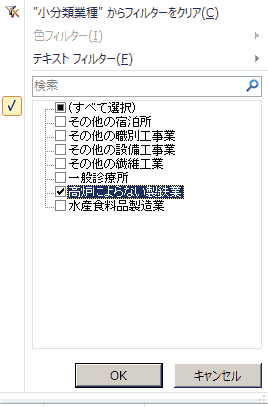 "小分類業種" からフィルターをクリア(C)
色フィルター(I)
テキスト フィルター(F)
検索
(すべて選択)
その他の宿泊所
その他の職別工事業
その他の設備工事業
その他の繊維工業
一般診療所
高炉によらない製鉄業
水産食料品製造業
OK
キャンセル